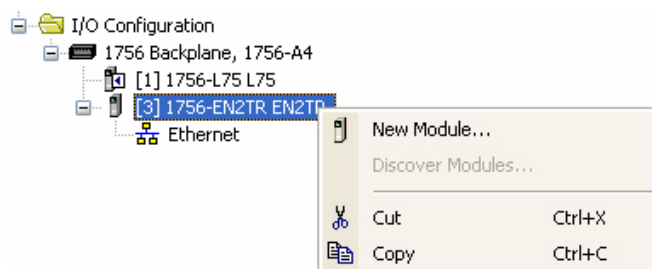 I/O Configuration
1756 Backplane, 1756-A4
[1] 1756-L75 L75
[3] 1756-EN2TR EN2TR
Ethernet
New Module...
Discover Modules...
Cut Ctrl+X
Copy Ctrl+C